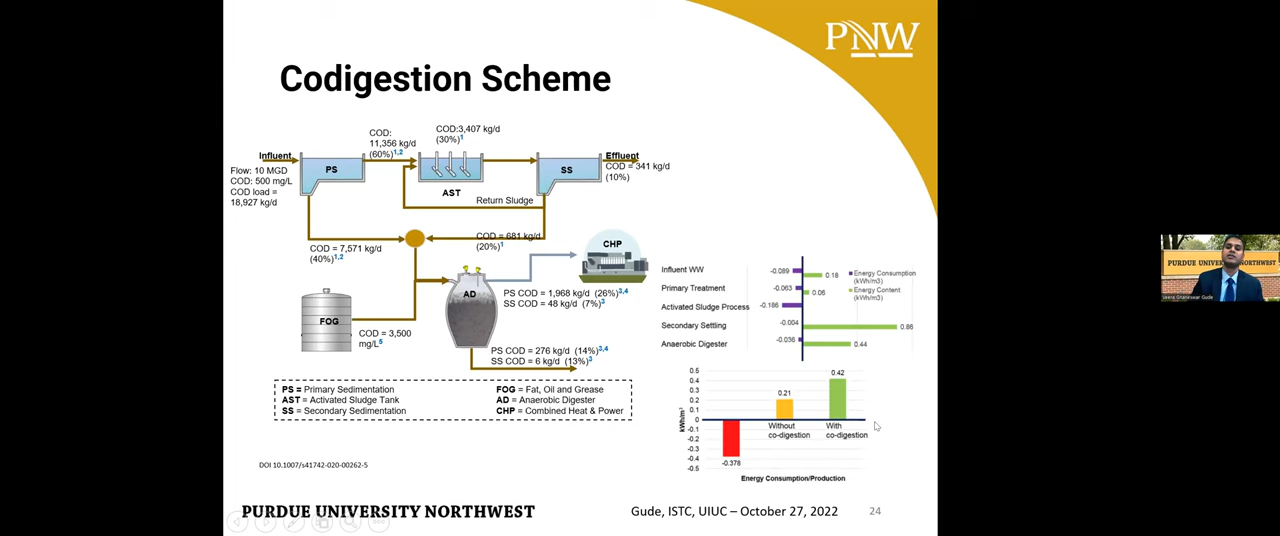 PNW
Codigestion Scheme
Influent
Flow: 10 MGD
COD: 500 mg/L
COD load =
18,927 kg/d
PS
COD:
11,356 kg/d
(60%)1,2
COD:3,407 kg/d
(30%)1
AST
SS
Effluent
COD = 341 kg/d
(10%)
Return Sludge
COD = 7,571 kg/d
(40%)1,2
COD = 681 kg/d
(20%)1
CHP
FOG
COD = 3,500
mg/L5
AD
PS COD = 1,968 kg/d (26%)3,4
SS COD = 48 kg/d (7%)3
PS COD = 276 kg/d (14%)3,4
SS COD = 6 kg/d (13%)3
PS = Primary Sedimentation
AST = Activated Sludge Tank
SS = Secondary Sedimentation
FOG = Fat, Oil and Grease
AD = Anaerobic Digester
CHP = Combined Heat & Power
DOI 10.1007/s41742-020-00262-5
Influent WW
Primary Treatment
Activated Sludge Process
Secondary Settling
Anaerobic Digester
-0.089
0.18
-0.063
0.06
-0.186
-0.004
0.86
-0.036
0.44
Energy Consumption
(kWh/m3)
Energy Content
(kWh/m3)
kWh/m3
0.5
0.4
0.3
0.2
0.1
0
-0.1
-0.2
-0.3
-0.4
-0.5
-0.378
0.21
0.42
Without
co-digestion
With
co-digestion
Energy Consumption/Production
PURDUE UNIVERSITY NORTHWEST
Gude, ISTC, UIUC – October 27, 2022
24
PURDUE UNIVERSITY NORTHWEST
Veera Gnaneswar Gude